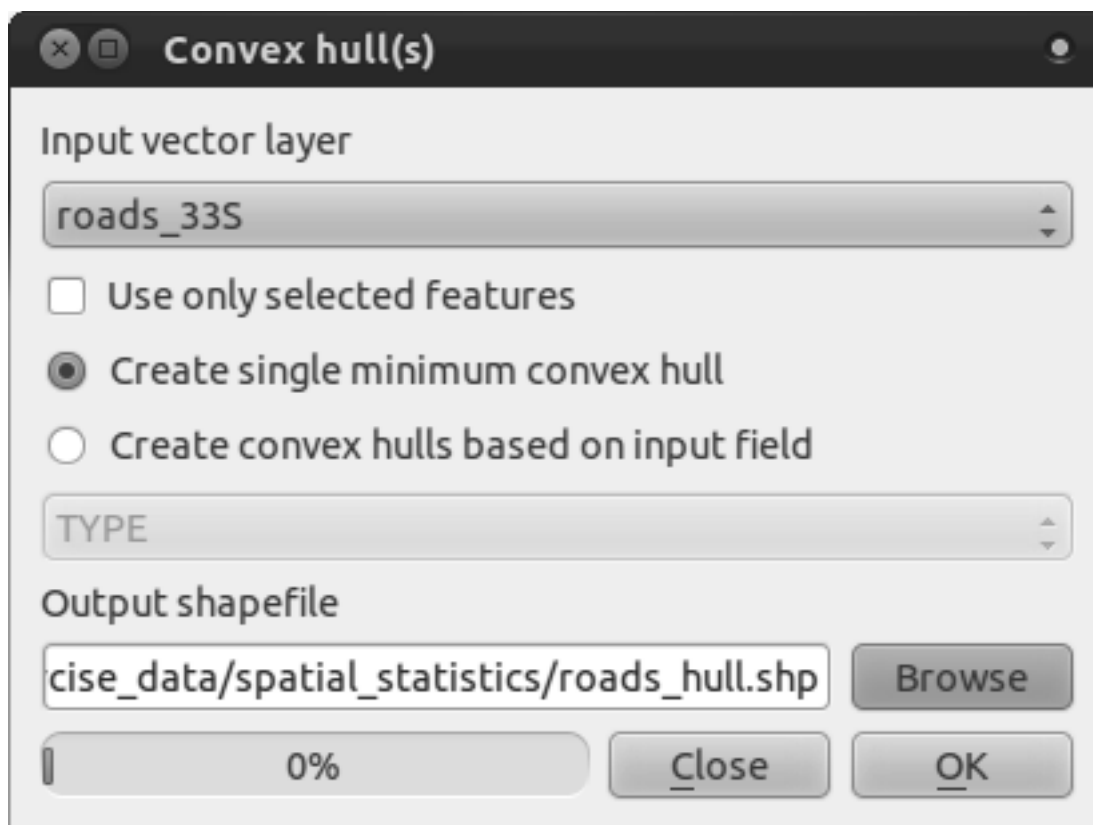 Convex hull(s)
Input vector layer
roads_33S
Use only selected features
Create single minimum convex hull
Create convex hulls based on input field
TYPE
Output shapefile
cise_data/spatial_statistics/roads_hull.shp Browse
0% Close OK